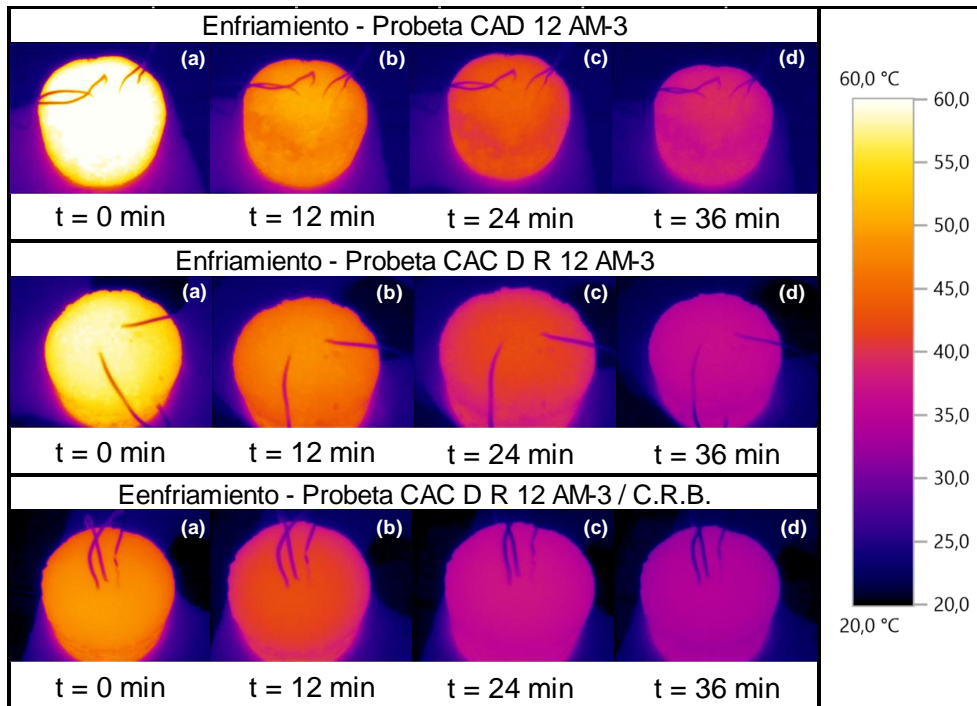 Enfriamiento - Probeta CAD 12 AM-3
(a) (b) (c) (d)
t = 0 min t = 12 min t = 24 min t = 36 min
Enfriamiento - Probeta CAC D R 12 AM-3
(a) (b) (c) (d)
t = 0 min t = 12 min t = 24 min t = 36 min
Eenfriamiento - Probeta CAC D R 12 AM-3 / C.R.B.
(a) (b) (c) (d)
t = 0 min t = 12 min t = 24 min t = 36 min
60,0 °C
60,0
55,0
50,0
45,0
40,0
35,0
30,0
25,0
20,0
20,0 °C